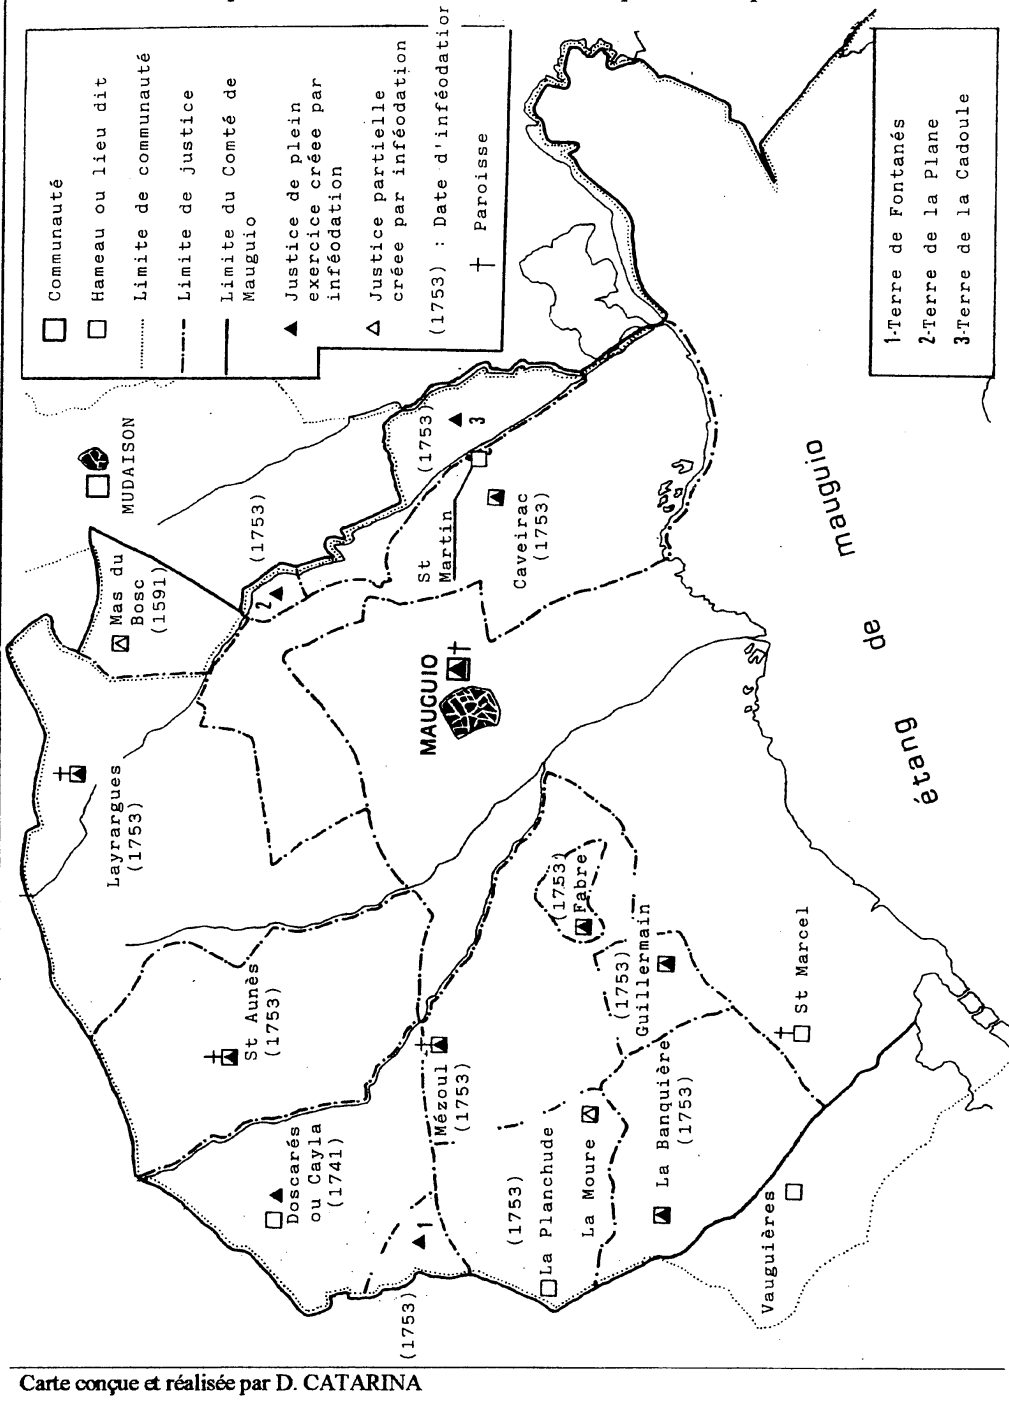 Communauté
Hameau ou lieu dit
Limite de communauté
Limite de justice
Limite du Comté de
Mauguio
Justice de plein
exercice créee par
inféodation
Justice partielle
créee par inféodation
(1753) : Date d'inféodation
Paroisse
1-Terre de Fontanés
2-Terre de la Plane
3-Terre de la Cadoule
MUDAISON
Mas du
Bosc
(1591)
(1753)
2
(1753)
3
St
Martin
Caveirac
(1753)
Layrargues
(1753)
MAUGUIO
St Aunès
(1753)
Mézoul
(1753)
Doscarés
ou Cayla
(1741)
1
(1753)
(1753)
Fabre
(1753)
Guillermain
(1753)
La Planchude
La Moure
La Banquière
(1753)
St Marcel
Vauguières
étang de mauguio
Carte conçue et réalisée par D. CATARINA